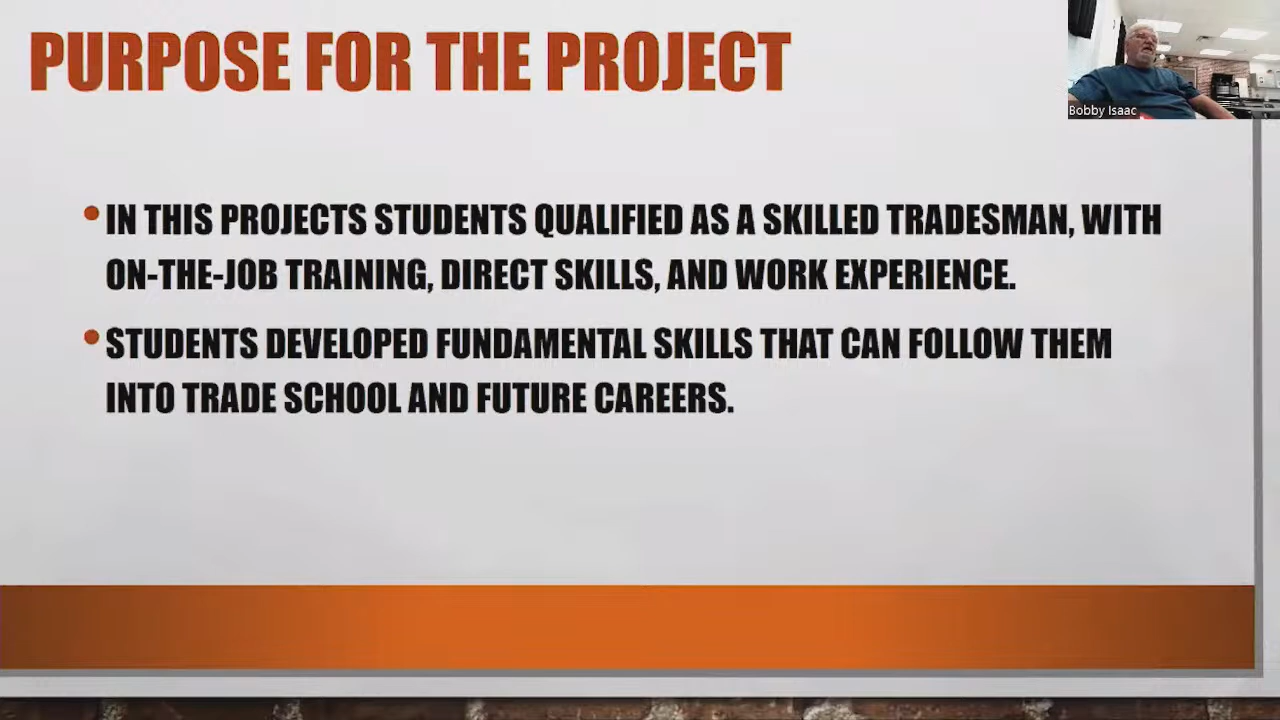 PURPOSE FOR THE PROJECT
Bobby Isaac
•IN THIS PROJECTS STUDENTS QUALIFIED AS A SKILLED TRADESMAN, WITH
ON-THE-JOB TRAINING, DIRECT SKILLS, AND WORK EXPERIENCE.
•STUDENTS DEVELOPED FUNDAMENTAL SKILLS THAT CAN FOLLOW THEM
INTO TRADE SCHOOL AND FUTURE CAREERS.